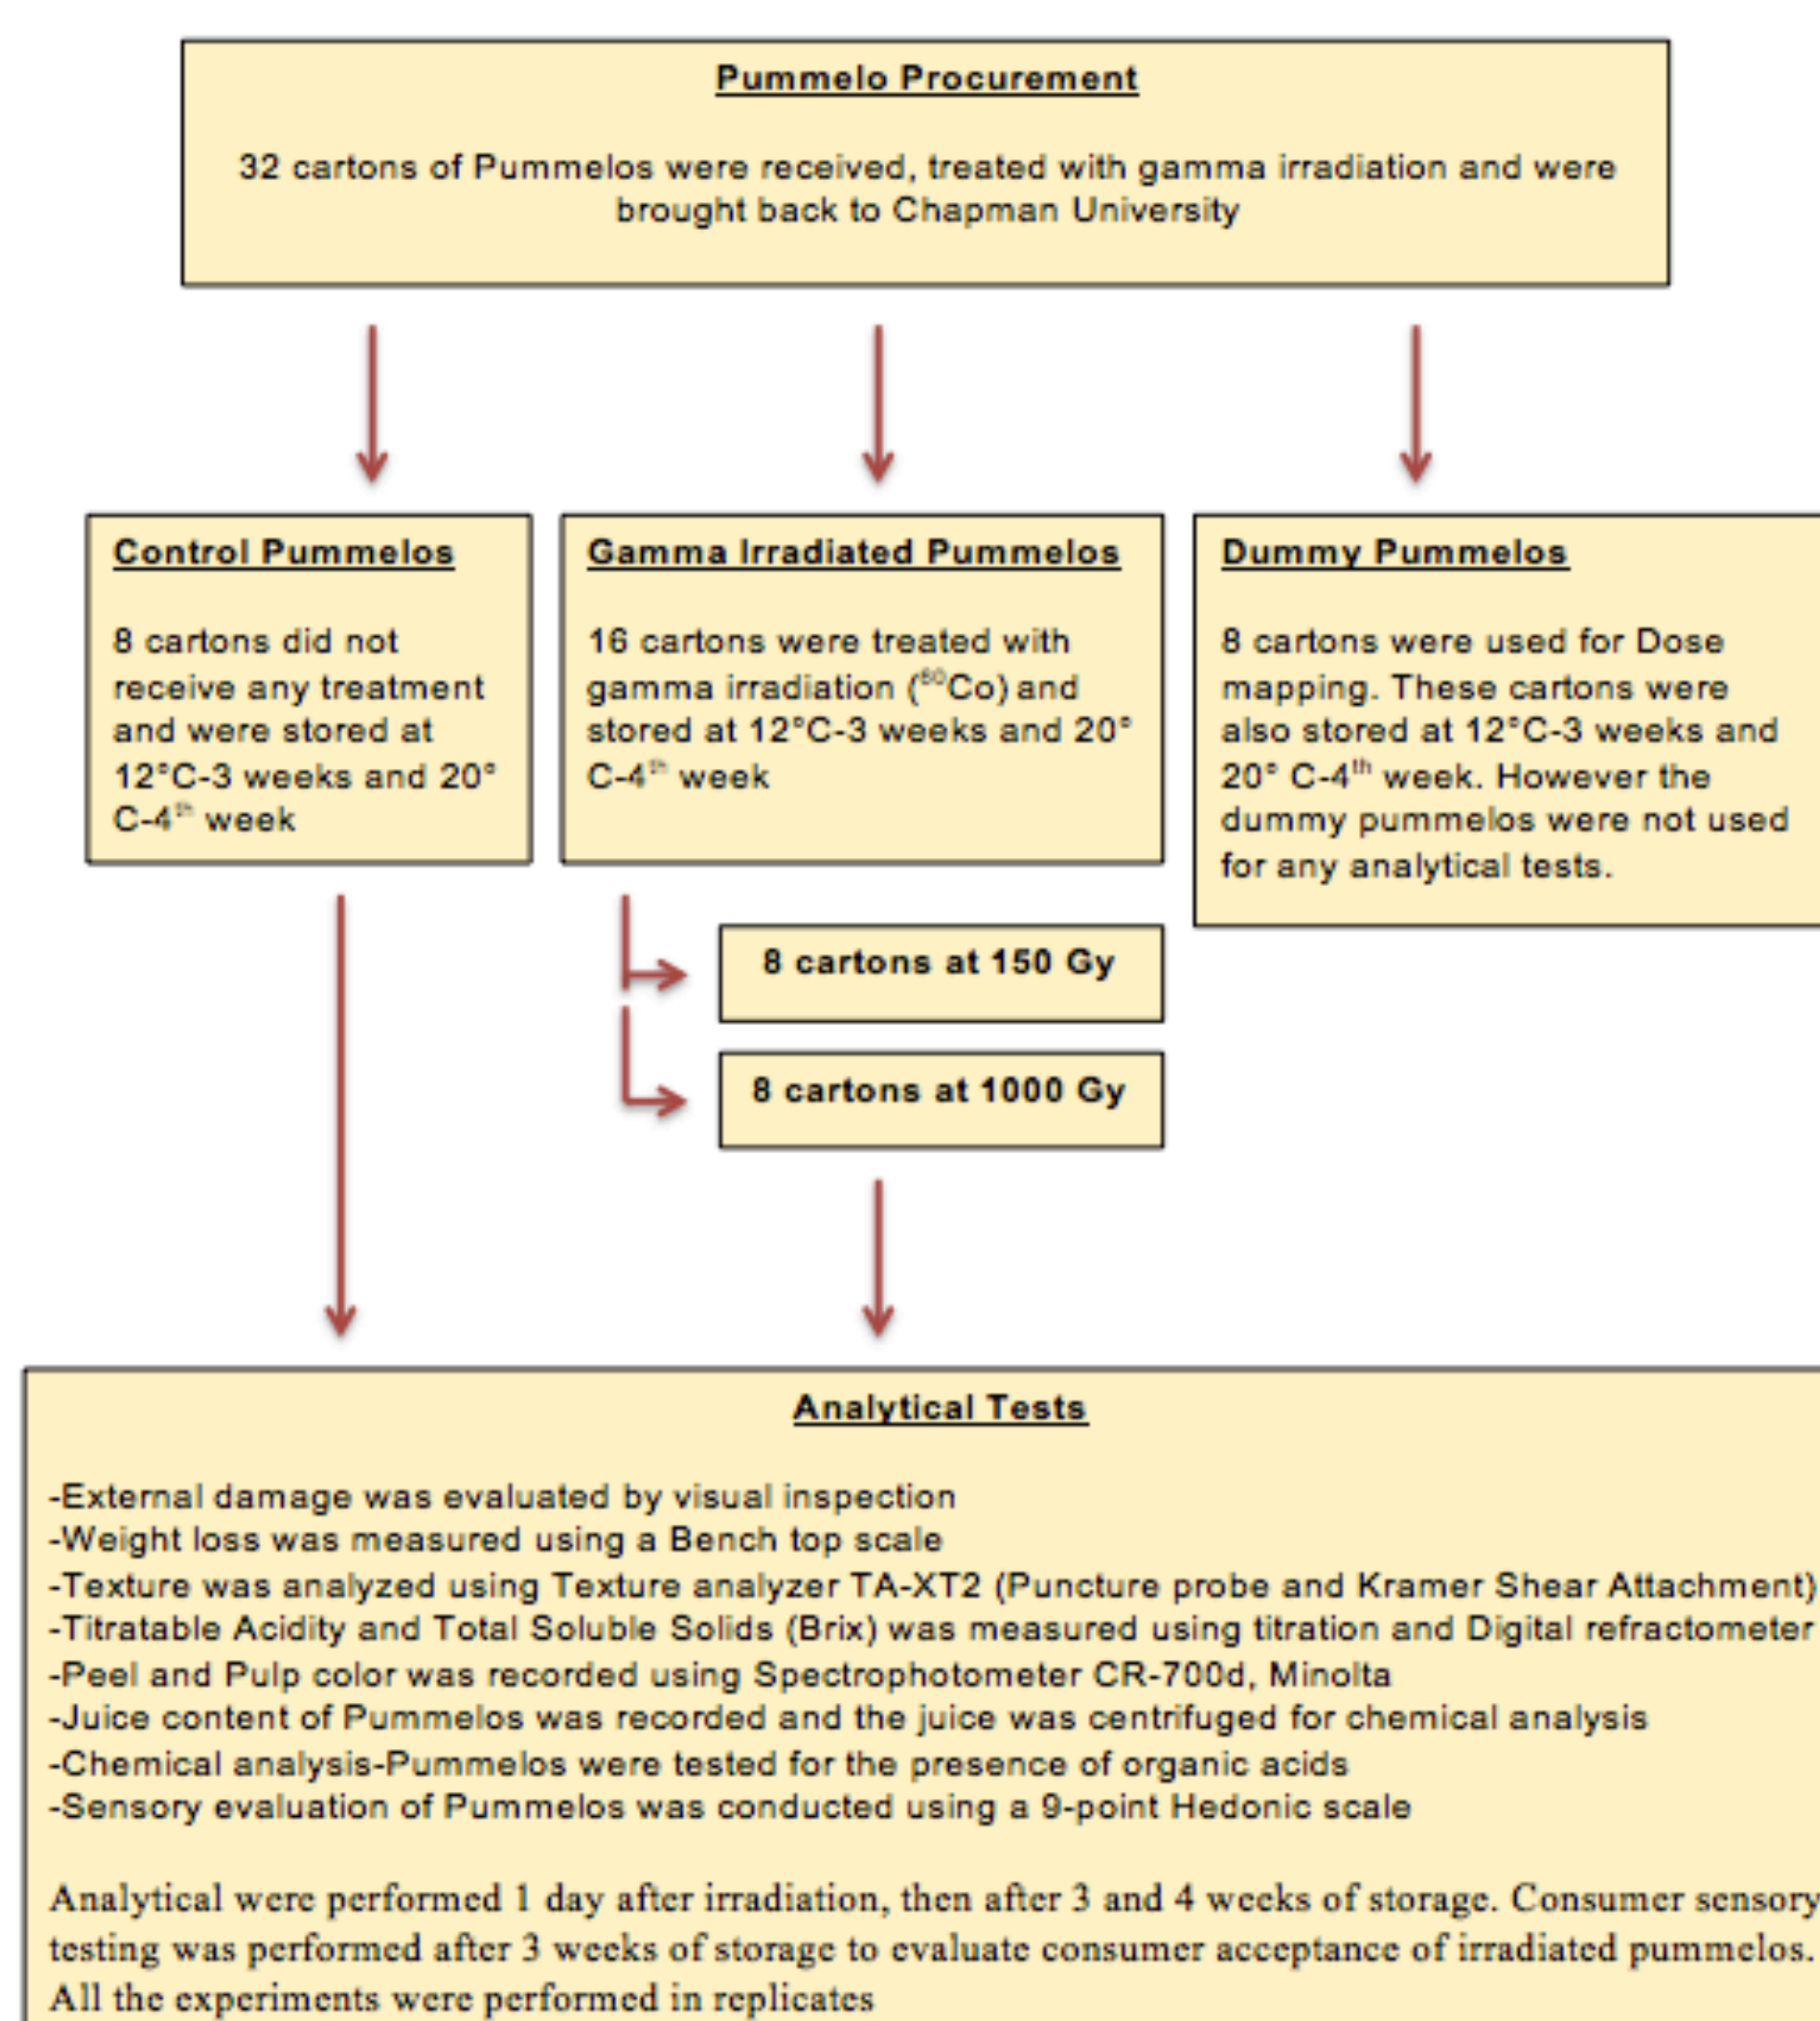 Pummelo Procurement
32 cartons of Pummelos were received, treated with gamma irradiation and were
brought back to Chapman University
Control Pummelos
8 cartons did not
receive any treatment
and were stored at
12°C-3 weeks and 20°
C-4th week
Gamma Irradiated Pummelos
16 cartons were treated with
gamma irradiation (60Co) and
stored at 12°C-3 weeks and 20°
C-4th week
8 cartons at 150 Gy
8 cartons at 1000 Gy
Dummy Pummelos
8 cartons were used for Dose
mapping. These cartons were
also stored at 12°C-3 weeks and
20° C-4th week. However the
dummy pummelos were not used
for any analytical tests.
Analytical Tests
-External damage was evaluated by visual inspection
-Weight loss was measured using a Bench top scale
-Texture was analyzed using Texture analyzer TA-XT2 (Puncture probe and Kramer Shear Attachment)
-Titratable Acidity and Total Soluble Solids (Brix) was measured using titration and Digital refractometer
-Peel and Pulp color was recorded using Spectrophotometer CR-700d, Minolta
-Juice content of Pummelos was recorded and the juice was centrifuged for chemical analysis
-Chemical analysis-Pummelos were tested for the presence of organic acids
-Sensory evaluation of Pummelos was conducted using a 9-point Hedonic scale
Analytical were performed 1 day after irradiation, then after 3 and 4 weeks of storage. Consumer sensory
testing was performed after 3 weeks of storage to evaluate consumer acceptance of irradiated pummelos.
All the experiments were performed in replicates